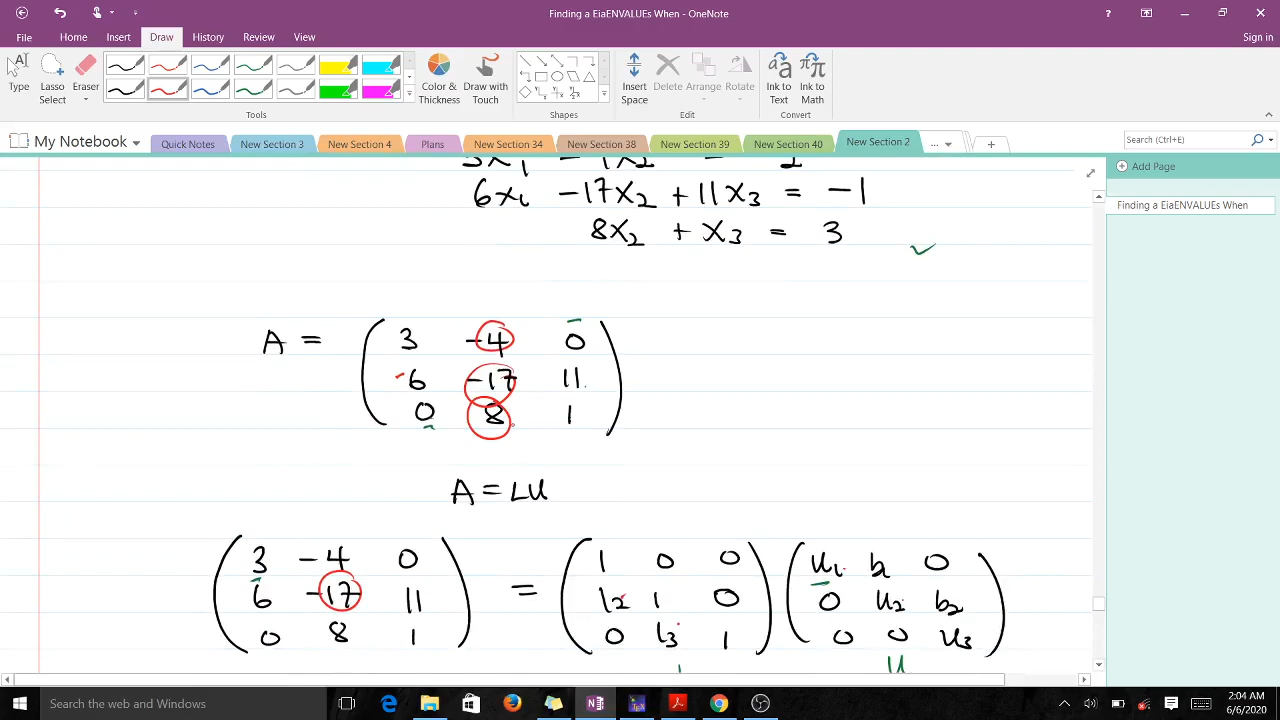 Finding a EiaENVALUEs When - OneNote
File Home Insert Draw History Review View
Sign in
Type
Lasso Select
Eraser
Color & Thickness
Draw with Touch
Insert Space
Delete
Arrange
Rotate
Ink to Text
Ink to Math
Tools
Shapes
Edit
Convert
My Notebook
Quick Notes
New Section 3
New Section 4
Plans
New Section 34
New Section 38
New Section 39
New Section 40
New Section 2
...
Search (Ctrl+E)
Add Page
Finding a EiaENVALUEs When
6x₁ -17x₂ + 11x₃ = -1
8x₂ + x₃ = 3
A = ( 3 -4 0
-6 -17 11
0 8 1 )
A = LU
( 3 -4 0 ) ( 1 0 0 ) ( u₁ b₁ 0 )
( 6 -17 11 ) = ( l₂ 1 0 ) ( 0 u₂ b₂ )
( 0 8 1 ) ( 0 l₃ 1 ) ( 0 0 u₃ )
U
Search the web and Windows
2:04 AM
6/6/2020